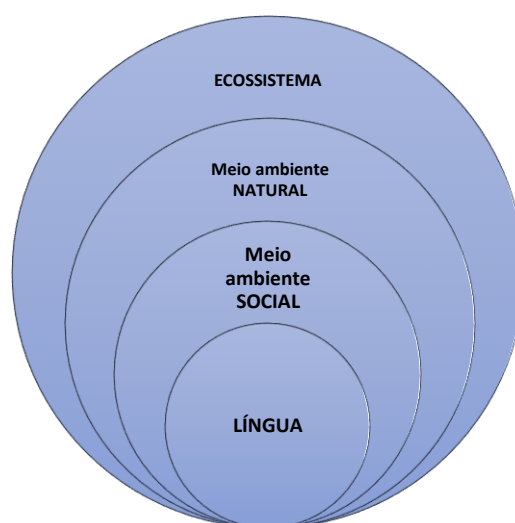 ECOSSISTEMA
Meio ambiente
NATURAL
Meio
ambiente
SOCIAL
LÍNGUA